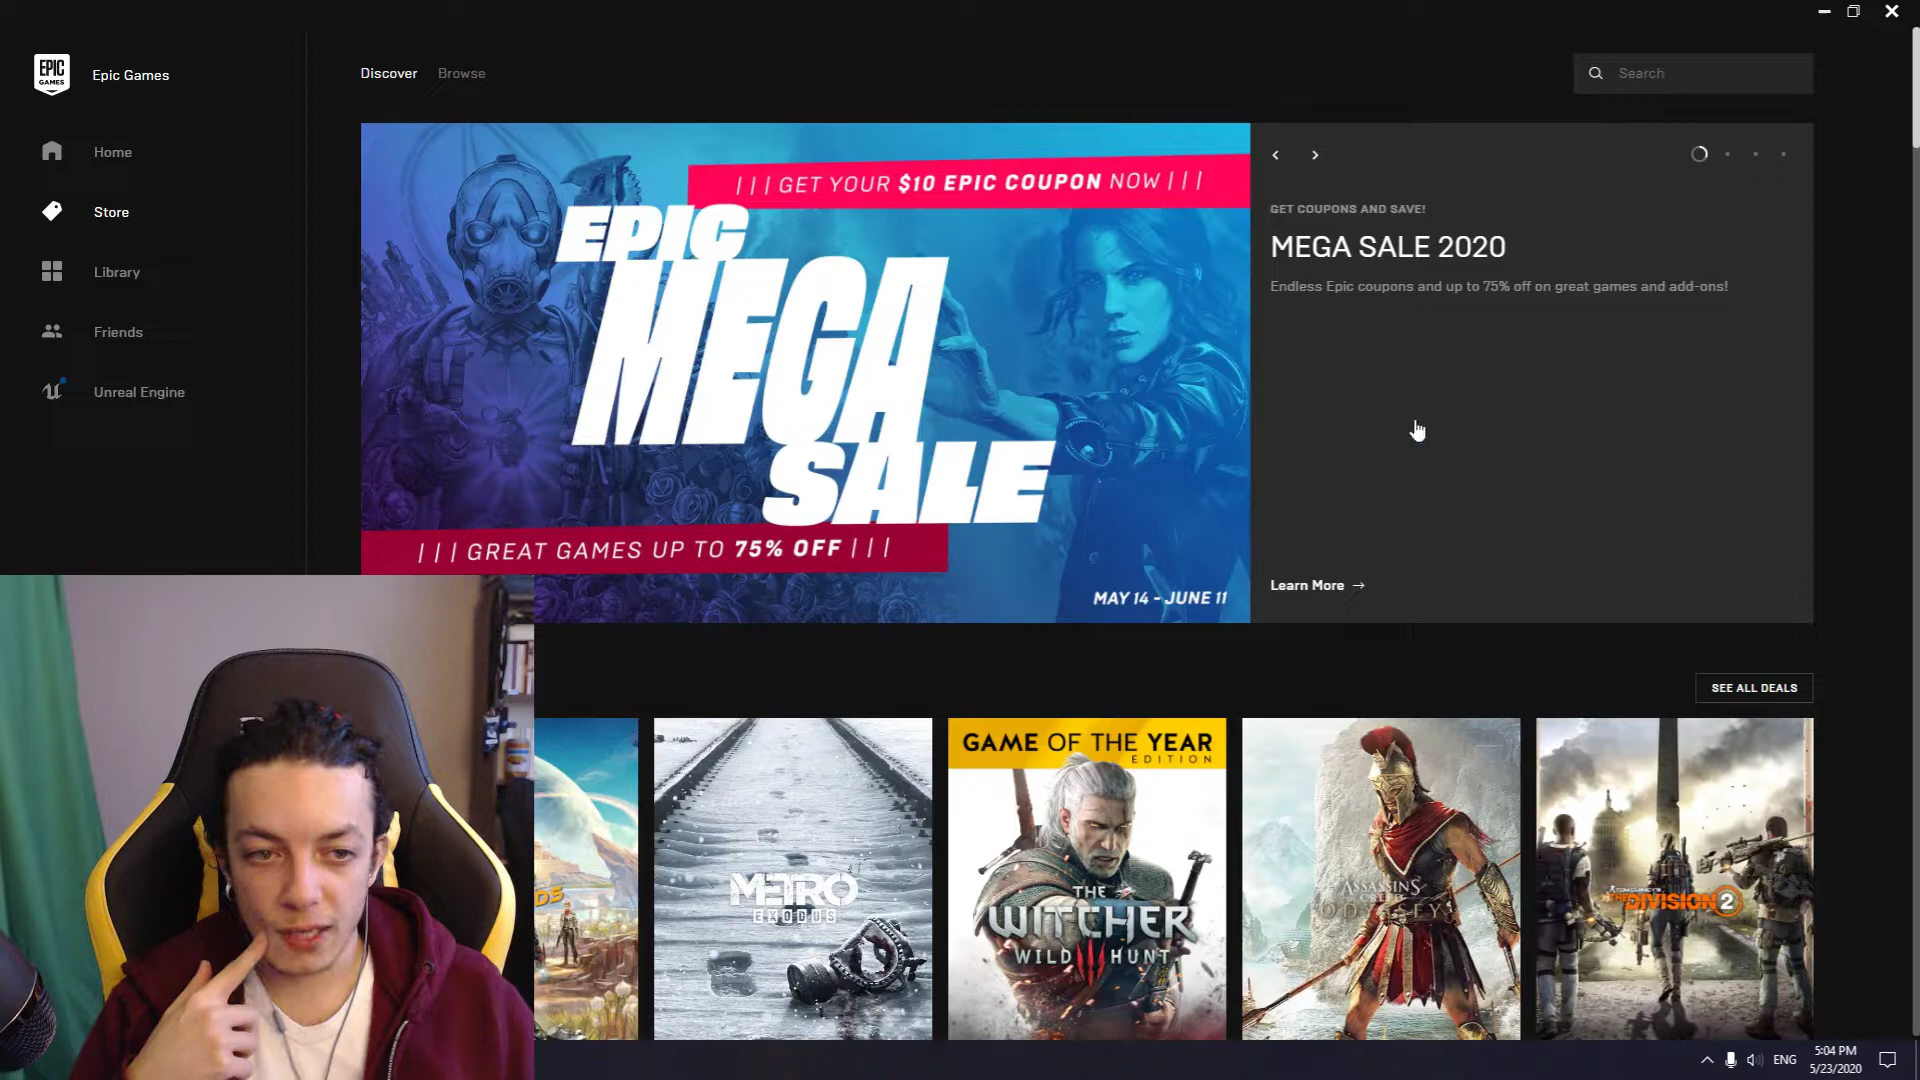 EPIC
GAMES
Epic Games
Home
Store
Library
Friends
Unreal Engine
Discover
Browse
Search
||| GET YOUR $10 EPIC COUPON NOW |||
EPIC
MEGA
SALE
||| GREAT GAMES UP TO 75% OFF |||
MAY 14 - JUNE 11
GET COUPONS AND SAVE!
MEGA SALE 2020
Endless Epic coupons and up to 75% off on great games and add-ons!
Learn More →
SEE ALL DEALS
DS
METRO
EXODUS
GAME OF THE YEAR
EDITION
THE
WITCHER
WILD HUNT
ASSASSIN'S
CREED
ODYSSEY
TOM CLANCY'S
THE DIVISION 2
ENG
5:04 PM
5/23/2020